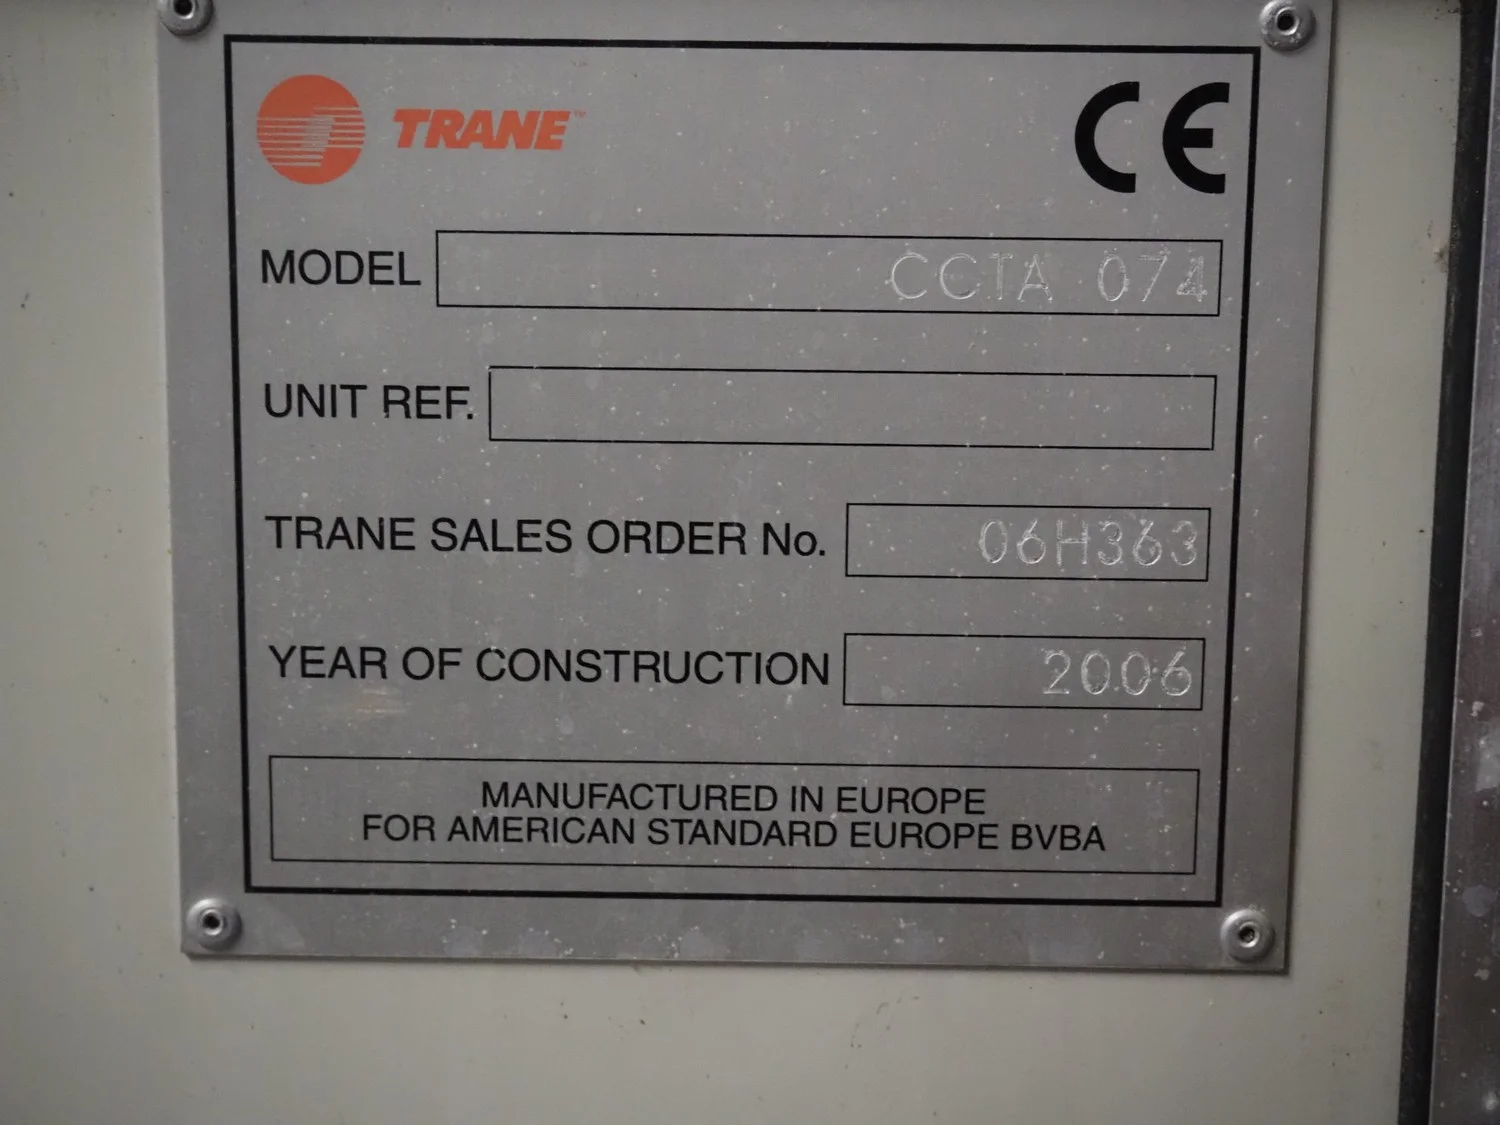 TRANE™
CE
MODEL CCTA 074
UNIT REF.
TRANE SALES ORDER No. 06H363
YEAR OF CONSTRUCTION 2006
MANUFACTURED IN EUROPE
FOR AMERICAN STANDARD EUROPE BVBA